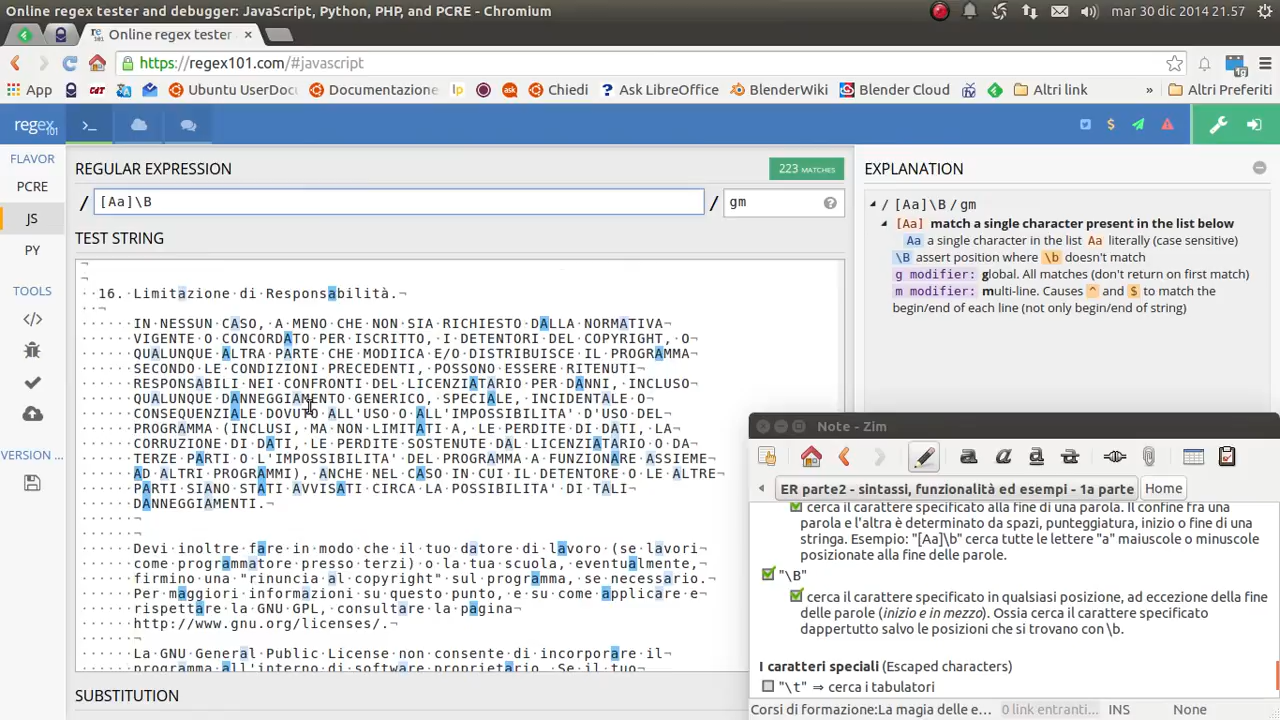 Online regex tester and debugger: JavaScript, Python, PHP, and PCRE - Chromium
mar 30 dic 2014 21.57
Online regex tester ×
https://regex101.com/#javascript
App
Ubuntu UserDocu
Documentazione
lp
ask
Chiedi
? Ask LibreOffice
BlenderWiki
Blender Cloud
Altri link
»
Altri Preferiti
regex
101
FLAVOR
PCRE
JS
PY
TOOLS
VERSION ...
REGULAR EXPRESSION
223 MATCHES
/ [Aa]\B / gm
TEST STRING
16. Limitazione di Responsabilità.
IN NESSUN CASO, A MENO CHE NON SIA RICHIESTO DALLA NORMATIVA
VIGENTE O CONCORDATO PER ISCRITTO, I DETENTORI DEL COPYRIGHT, O
QUALUNQUE ALTRA PARTE CHE MODIICA E/O DISTRIBUISCE IL PROGRAMMA
SECONDO LE CONDIZIONI PRECEDENTI, POSSONO ESSERE RITENUTI
RESPONSABILI NEI CONFRONTI DEL LICENZIATARIO PER DANNI, INCLUSO
QUALUNQUE DANNEGGIAMENTO GENERICO, SPECIALE, INCIDENTALE O
CONSEQUENZIALE DOVUTO ALL'USO O ALL'IMPOSSIBILITA' D'USO DEL
PROGRAMMA (INCLUSI, MA NON LIMITATI A, LE PERDITE DI DATI, LA
CORRUZIONE DI DATI, LE PERDITE SOSTENUTE DAL LICENZIATARIO O DA
TERZE PARTI O L'IMPOSSIBILITA' DEL PROGRAMMA A FUNZIONARE ASSIEME
AD ALTRI PROGRAMMI), ANCHE NEL CASO IN CUI IL DETENTORE O LE ALTRE
PARTI SIANO STATI AVVISATI CIRCA LA POSSIBILITA' DI TALI
DANNEGGIAMENTI.
Devi inoltre fare in modo che il tuo datore di lavoro (se lavori
come programmatore presso terzi) o la tua scuola, eventualmente,
firmino una "rinuncia al copyright" sul programma, se necessario.
Per maggiori informazioni su questo punto, e su come applicare e
rispettare la GNU GPL, consultare la pagina
http://www.gnu.org/licenses/.
La GNU General Public License non consente di incorporare il
programma all'interno di software proprietario. Se il tuo
SUBSTITUTION
EXPLANATION
/ [Aa]\B / gm
[Aa] match a single character present in the list below
Aa a single character in the list Aa literally (case sensitive)
\B assert position where \b doesn't match
g modifier: global. All matches (don't return on first match)
m modifier: multi-line. Causes ^ and $ to match the
begin/end of each line (not only begin/end of string)
Note - Zim
ER parte2 - sintassi, funzionalità ed esempi - 1a parte
Home
cerca il carattere specificato alla fine di una parola. Il confine fra una
parola e l'altra è determinato da spazi, punteggiatura, inizio o fine di una
stringa. Esempio: "[Aa]\b" cerca tutte le lettere "a" maiuscole o minuscole
posizionate alla fine delle parole.
"\B"
cerca il carattere specificato in qualsiasi posizione, ad eccezione della fine
delle parole (inizio e in mezzo). Ossia cerca il carattere specificato
dappertutto salvo le posizioni che si trovano con \b.
I caratteri speciali (Escaped characters)
"\t" ⇒ cerca i tabulatori
Corsi di formazione:La magia delle e...
0 link entranti...
INS
None